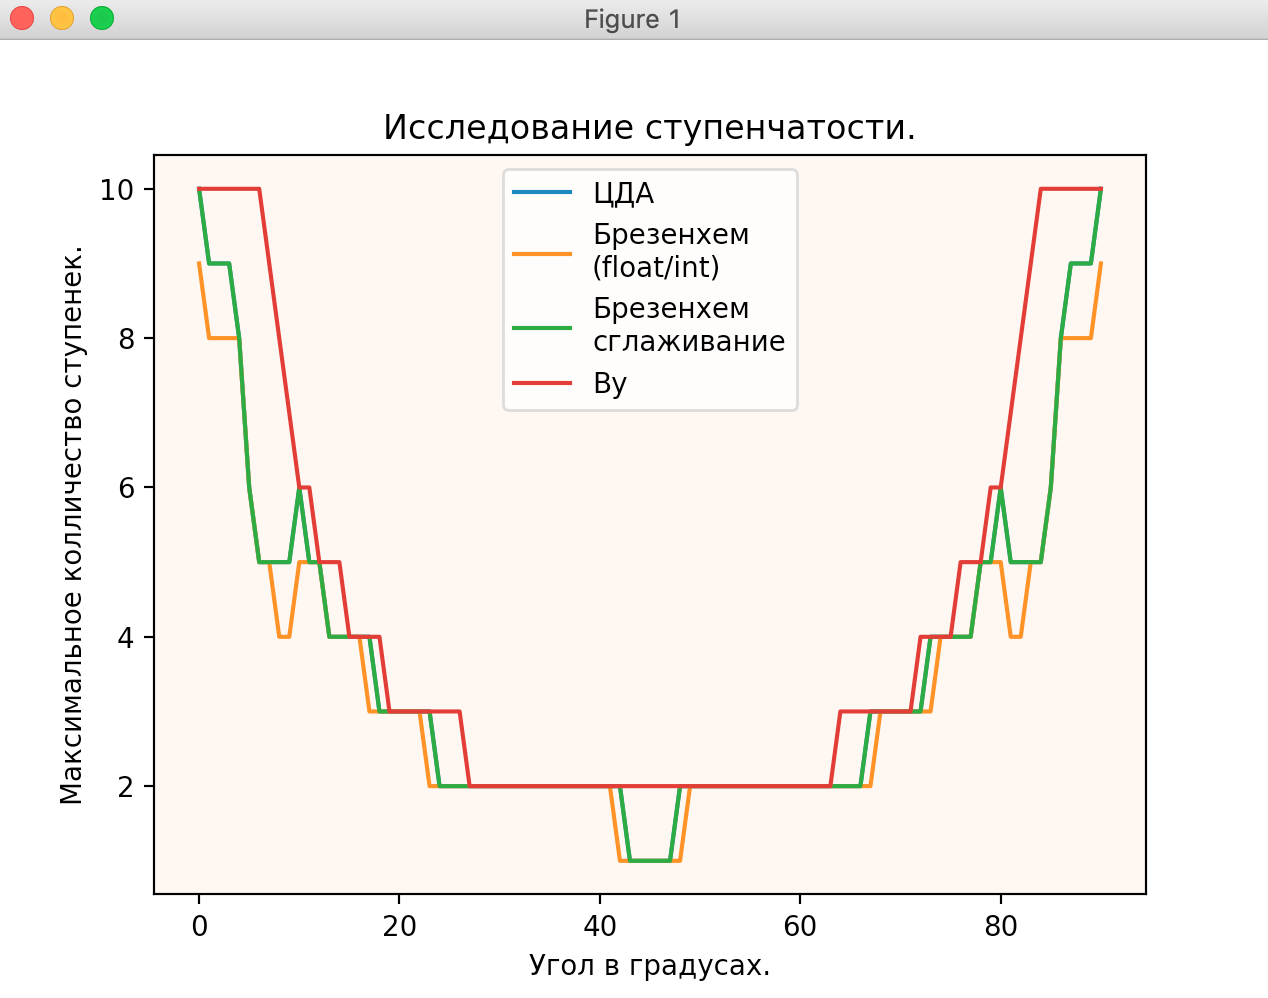 Figure 1
Исследование ступенчатости.
ЦДА
Брезенхем
(float/int)
Брезенхем
сглаживание
Ву
Максимальное колличество ступенек.
10
8
6
4
2
0
20
40
60
80
Угол в градусах.